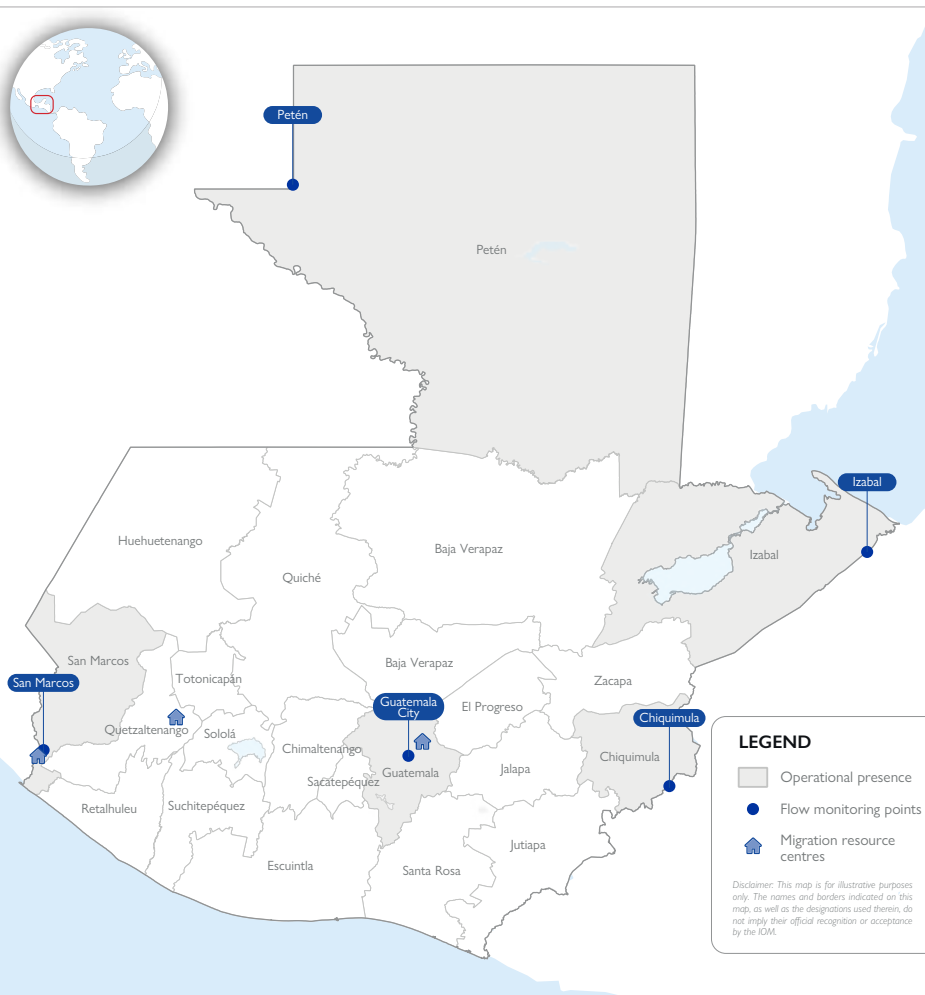 Petén
Petén
Izabal
Izabal
Huehuetenango
Baja Verapaz
Quiché
San Marcos
Baja Verapaz
San Marcos
Totonicapán
Zacapa
Guatemala
City
El Progreso
Chiquimula
Quetzaltenango
Sololá
Chimaltenango
Chiquimula
Guatemala
Jalapa
Sacatepéquez
Retalhuleu
Suchitepéquez
Jutiapa
Escuintla
Santa Rosa
LEGEND
Operational presence
Flow monitoring points
Migration resource
centres
Disclaimer: This map is for illustrative purposes
only. The names and borders indicated on this
map, as well as the designations used therein, do
not imply their official recognition or acceptance
by the IOM.